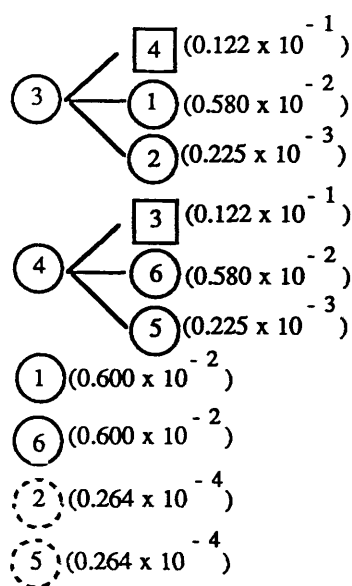 4 (0.122 x 10 - 1 )
3 1 (0.580 x 10 - 2 )
2 (0.225 x 10 - 3 )
3 (0.122 x 10 - 1 )
4 6 (0.580 x 10 - 2 )
5 (0.225 x 10 - 3 )
1 (0.600 x 10 - 2 )
6 (0.600 x 10 - 2 )
2 (0.264 x 10 - 4 )
5 (0.264 x 10 - 4 )